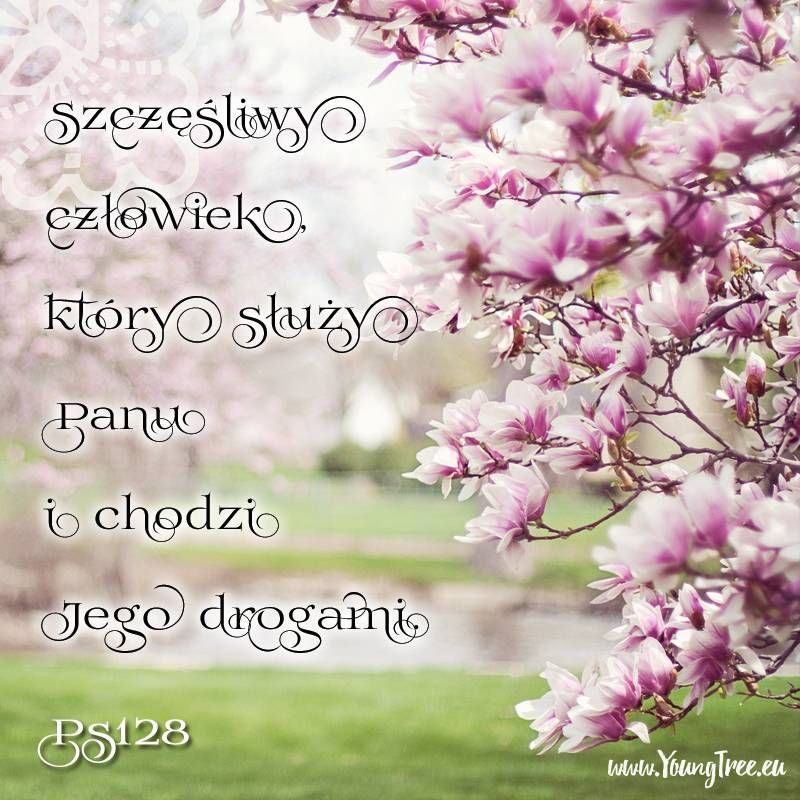 Szczęśliwy
człowiek,
który służy
Panu
i chodzi
Jego drogami.
PS128
www.YoungTree.eu